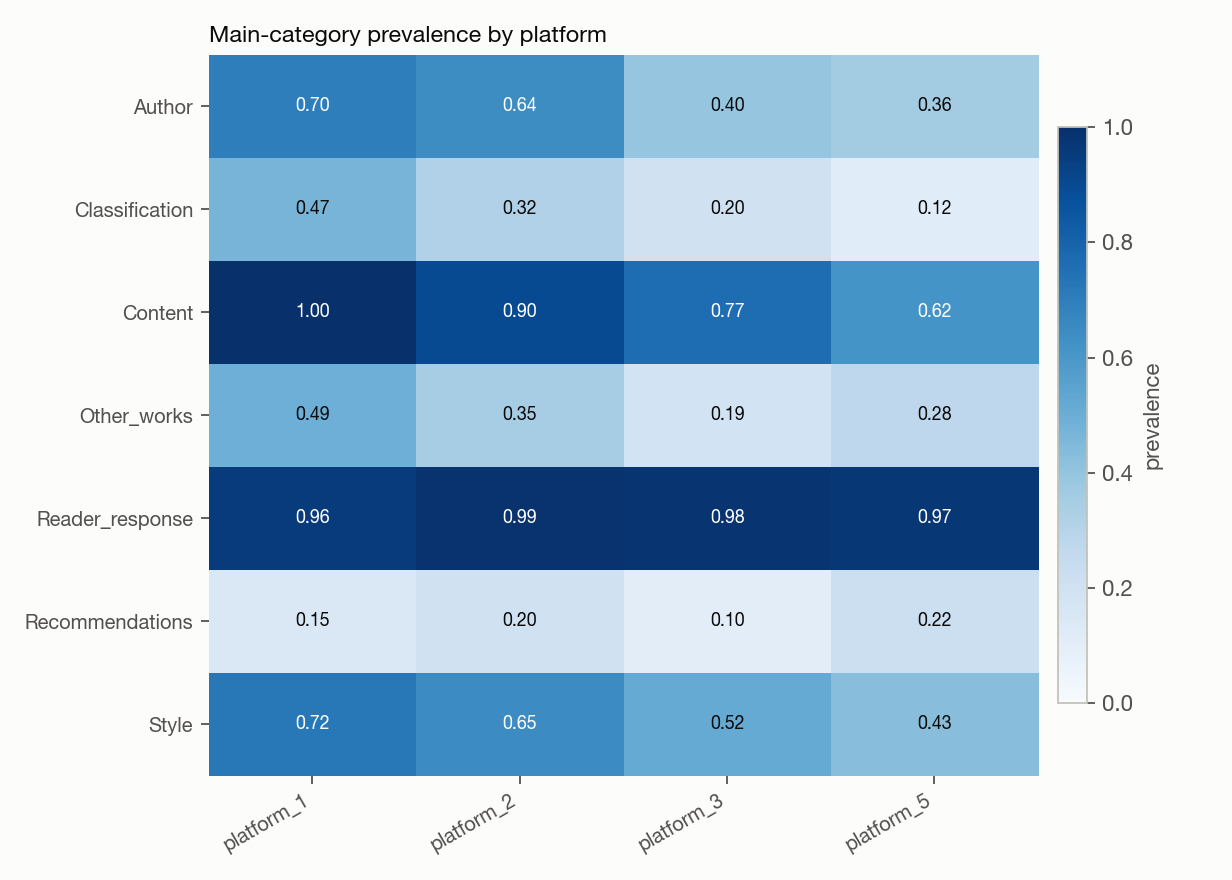 Main-category prevalence by platform
Author 0.70 0.64 0.40 0.36
Classification 0.47 0.32 0.20 0.12
Content 1.00 0.90 0.77 0.62
Other_works 0.49 0.35 0.19 0.28
Reader_response 0.96 0.99 0.98 0.97
Recommendations 0.15 0.20 0.10 0.22
Style 0.72 0.65 0.52 0.43
platform_1 platform_2 platform_3 platform_5
1.0
0.8
0.6
0.4
0.2
0.0
prevalence